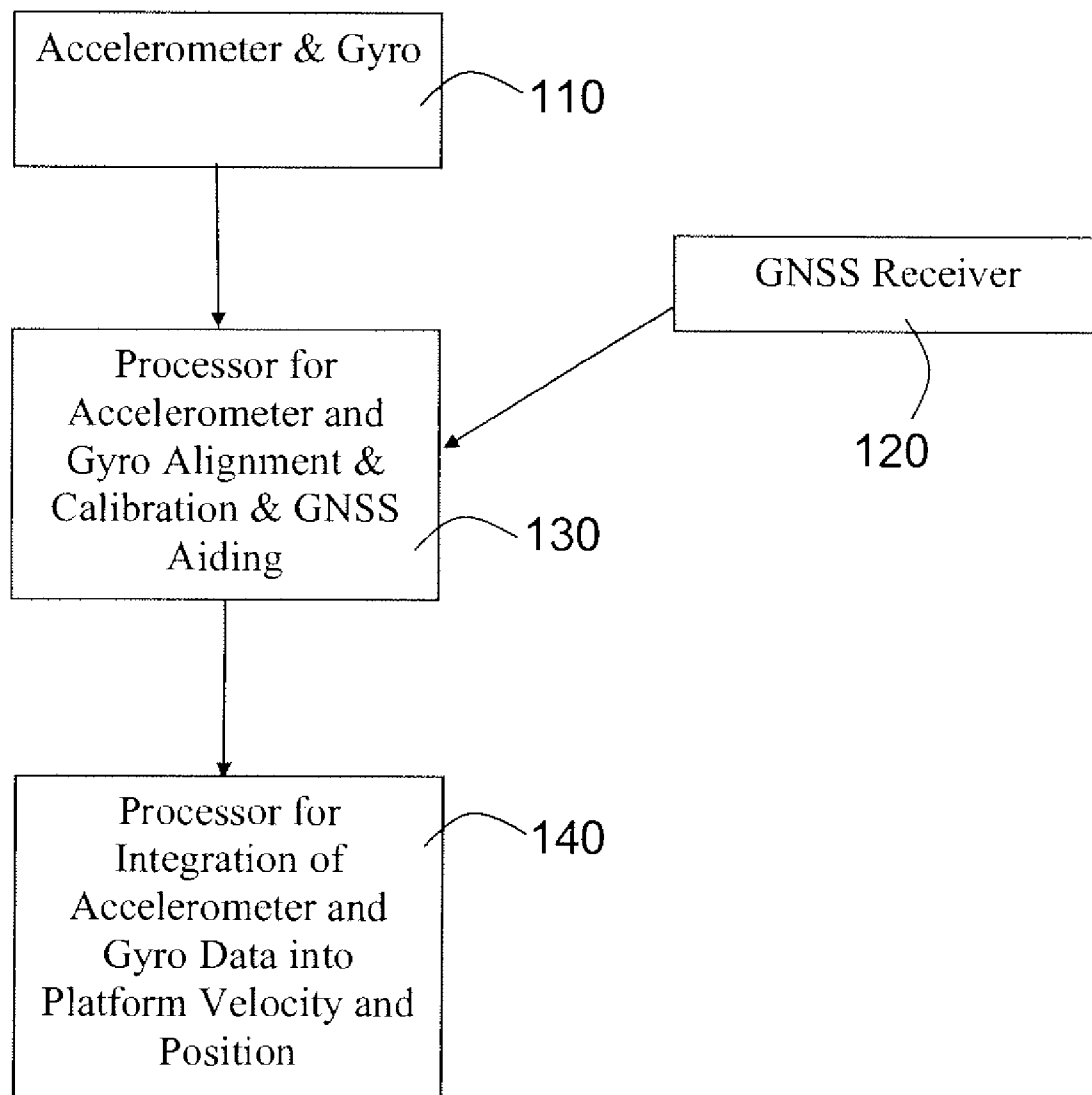 Accelerometer & Gyro
110
GNSS Receiver
120
Processor for
Accelerometer and
Gyro Alignment &
Calibration & GNSS
Aiding
130
Processor for
Integration of
Accelerometer and
Gyro Data into
Platform Velocity and
Position
140